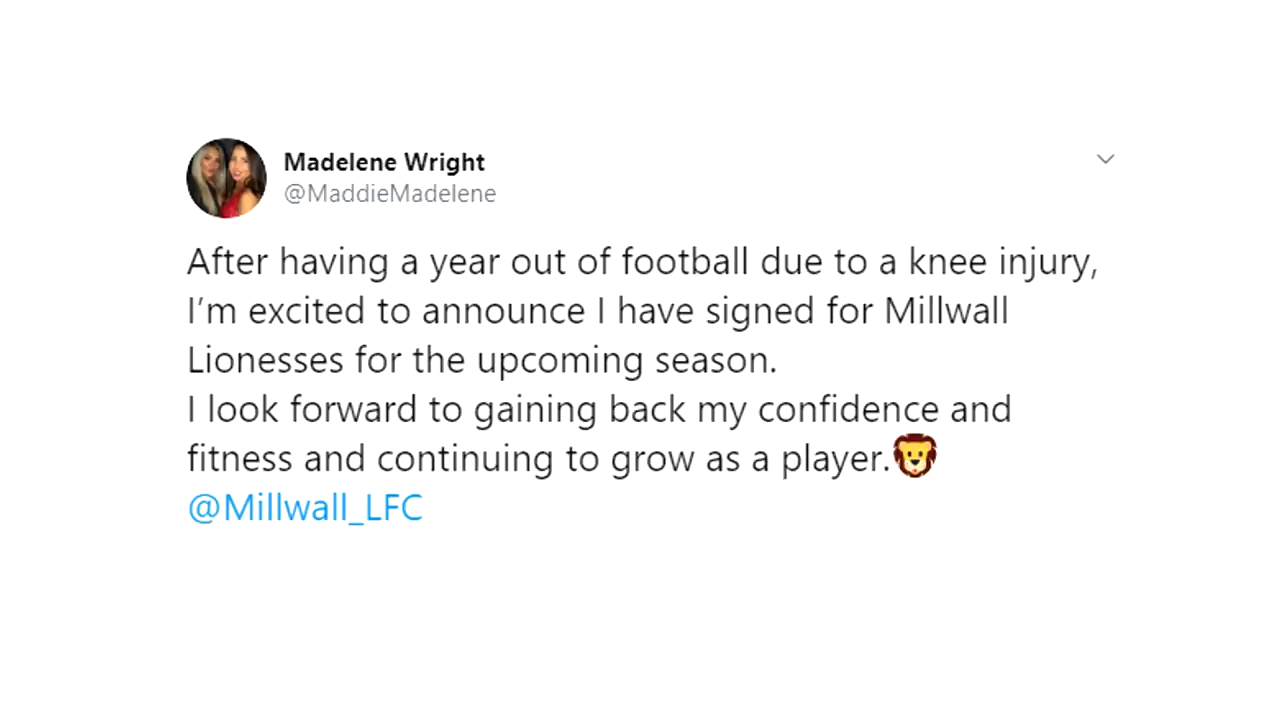 Madelene Wright
@MaddieMadelene
After having a year out of football due to a knee injury,
I’m excited to announce I have signed for Millwall
Lionesses for the upcoming season.
I look forward to gaining back my confidence and
fitness and continuing to grow as a player.🦁
@Millwall_LFC